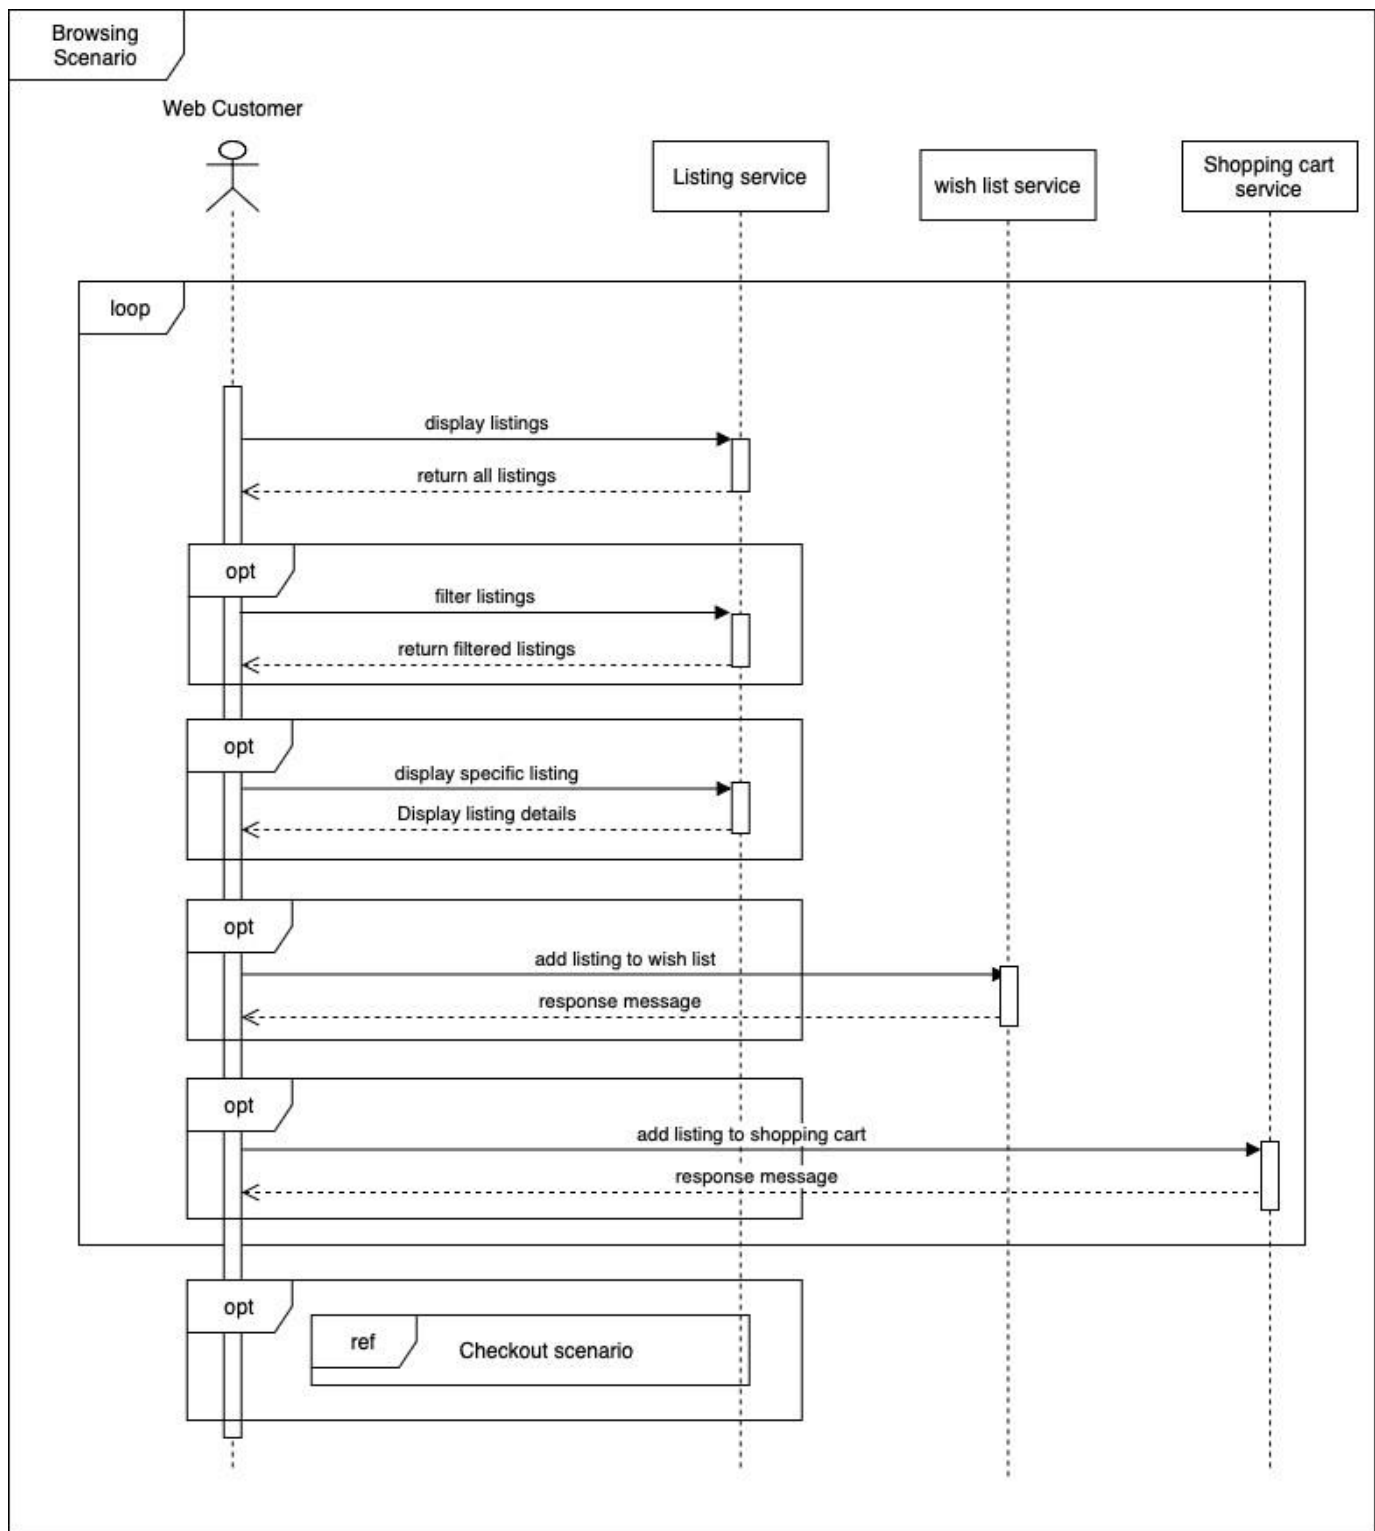 Browsing
Scenario
Web Customer
Listing service
wish list service
Shopping cart
service
loop
display listings
return all listings
opt
filter listings
return filtered listings
opt
display specific listing
Display listing details
opt
add listing to wish list
response message
opt
add listing to shopping cart
response message
opt
ref
Checkout scenario